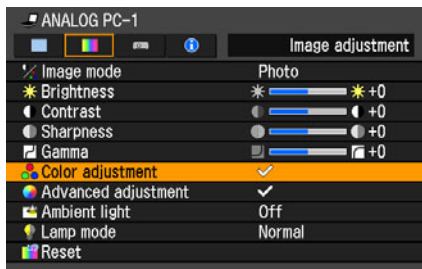 ANALOG PC-1
Image adjustment
Image mode Photo
Brightness +0
Contrast +0
Sharpness +0
Gamma +0
Color adjustment
Advanced adjustment
Ambient light Off
Lamp mode Normal
Reset